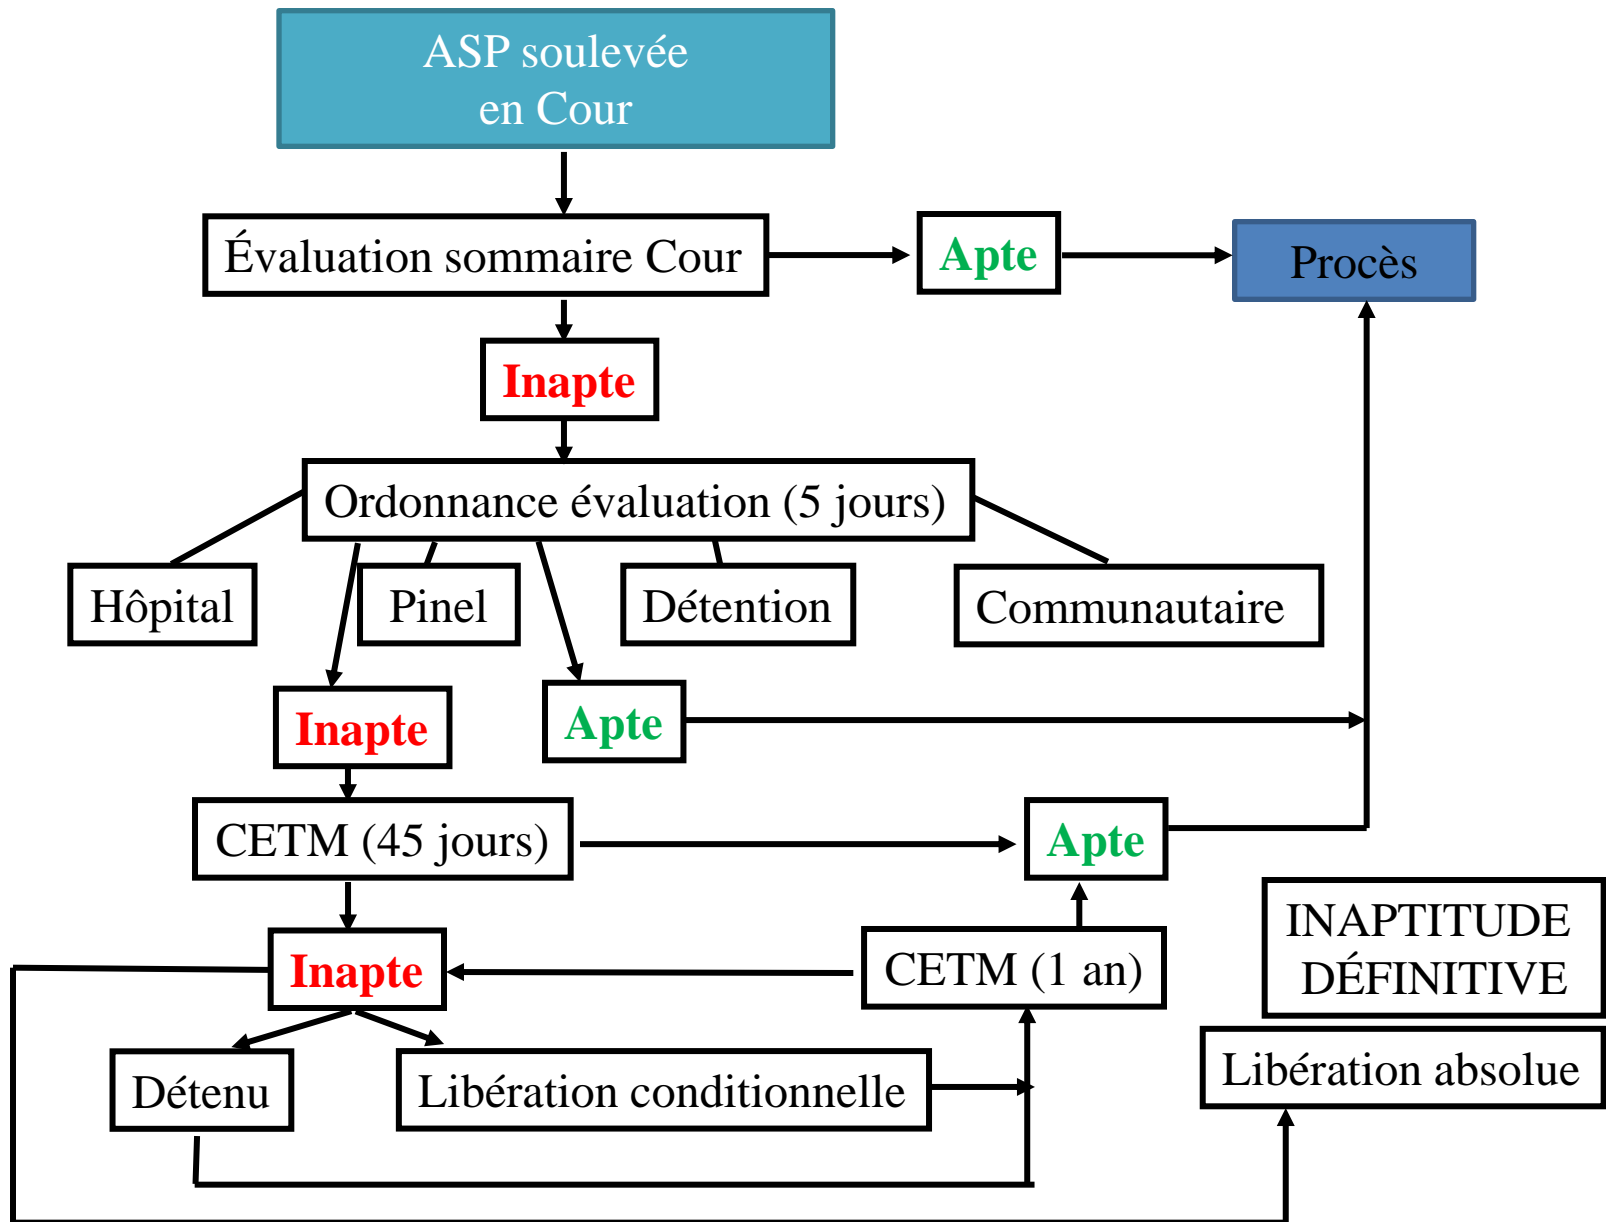 ASP soulevée
en Cour
Évaluation sommaire Cour
Apte
Procès
Inapte
Ordonnance évaluation (5 jours)
Hôpital
Pinel
Détention
Communautaire
Inapte
Apte
CETM (45 jours)
Apte
INAPTITUDE
DÉFINITIVE
Inapte
CETM (1 an)
Libération absolue
Détenu
Libération conditionnelle